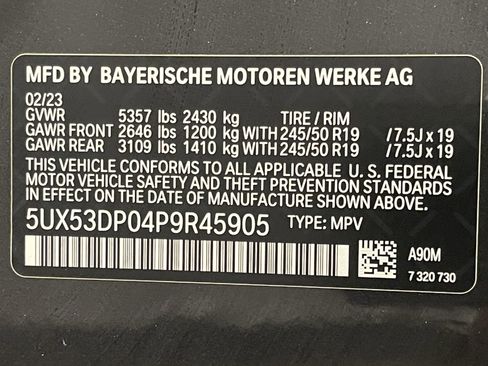 MFD BY BAYERISCHE MOTOREN WERKE AG
02/23
GVWR 5357 lbs 2430 kg TIRE / RIM
GAWR FRONT 2646 lbs 1200 kg WITH 245/50 R19 / 7.5J x 19
GAWR REAR 3109 lbs 1410 kg WITH 245/50 R19 / 7.5J x 19
THIS VEHICLE CONFORMS TO ALL APPLICABLE U. S. FEDERAL
MOTOR VEHICLE SAFETY AND THEFT PREVENTION STANDARDS
IN EFFECT ON THE DATE OF MANUFACTURE SHOWN ABOVE.
5UX53DP04P9R45905 TYPE: MPV
A90M
7 320 730